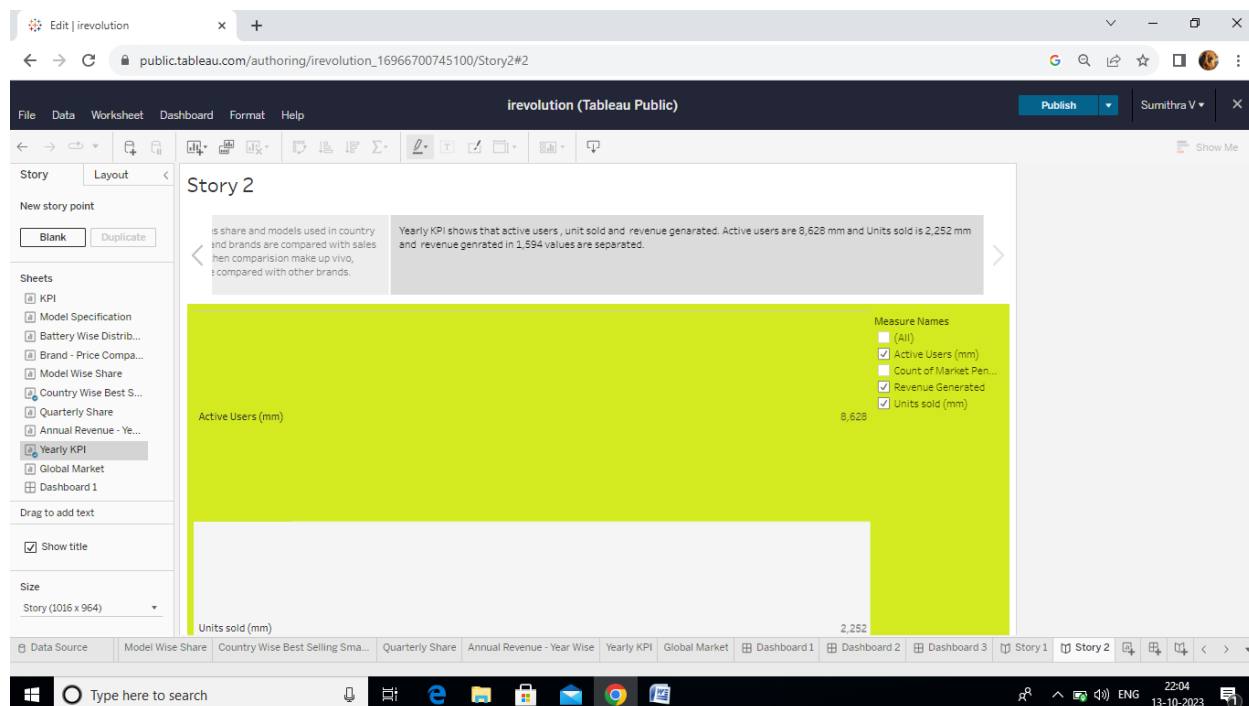 Edit | irevolution
public.tableau.com/authoring/irevolution_16966700745100/Story2#2
File Data Worksheet Dashboard Format Help
irevolution (Tableau Public)
Publish
Sumithra V
Show Me
Story Layout
New story point
Blank Duplicate
Sheets
KPI
Model Specification
Battery Wise Distrib...
Brand - Price Compa...
Model Wise Share
Country Wise Best S...
Quarterly Share
Annual Revenue - Ye...
Yearly KPI
Global Market
Dashboard 1
Drag to add text
Show title
Size
Story (1016 x 964)
Story 2
s share and models used in country
and brands are compared with sales
hen comparision make up vivo,
compared with other brands.
Yearly KPI shows that active users , unit sold and revenue genarated. Active users are 8,628 mm and Units sold is 2,252 mm
and revenue genrated in 1,594 values are separated.
Measure Names
(All)
Active Users (mm)
Count of Market Pen...
Revenue Generated
Units sold (mm)
Active Users (mm) 8,628
Units sold (mm) 2,252
Data Source Model Wise Share Country Wise Best Selling Sma... Quarterly Share Annual Revenue - Year Wise Yearly KPI Global Market Dashboard 1 Dashboard 2 Dashboard 3 Story 1 Story 2
Type here to search
ENG
22:04
13-10-2023